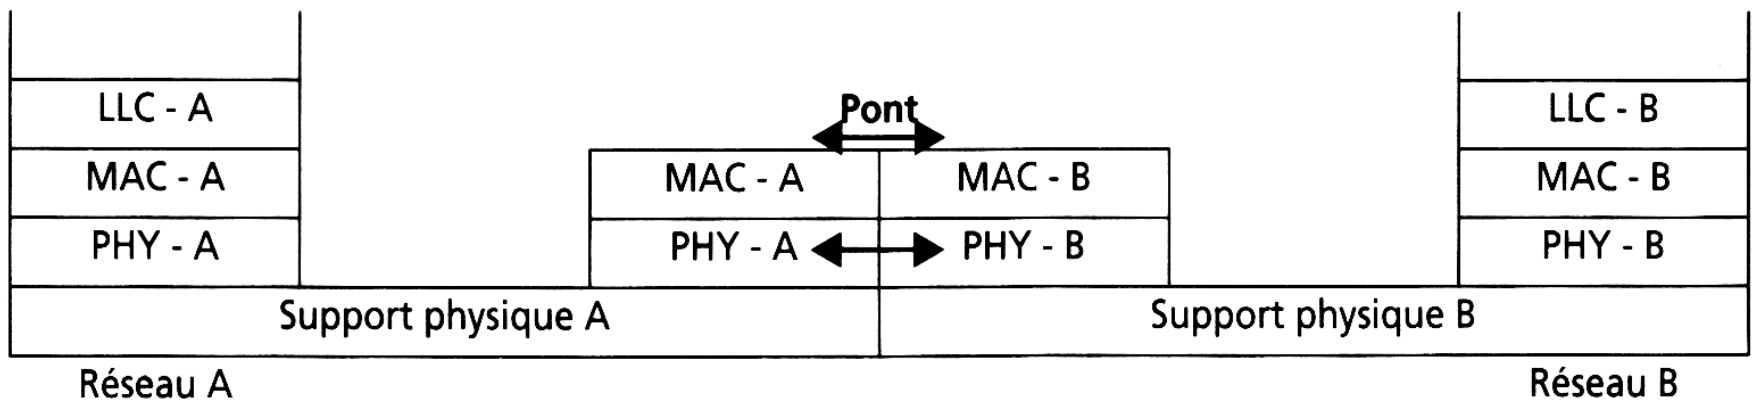 LLC - A
LLC - B
Pont
MAC - A
MAC - A
MAC - B
MAC - B
PHY - A
PHY - A
PHY - B
PHY - B
Support physique A
Support physique B
Réseau A
Réseau B